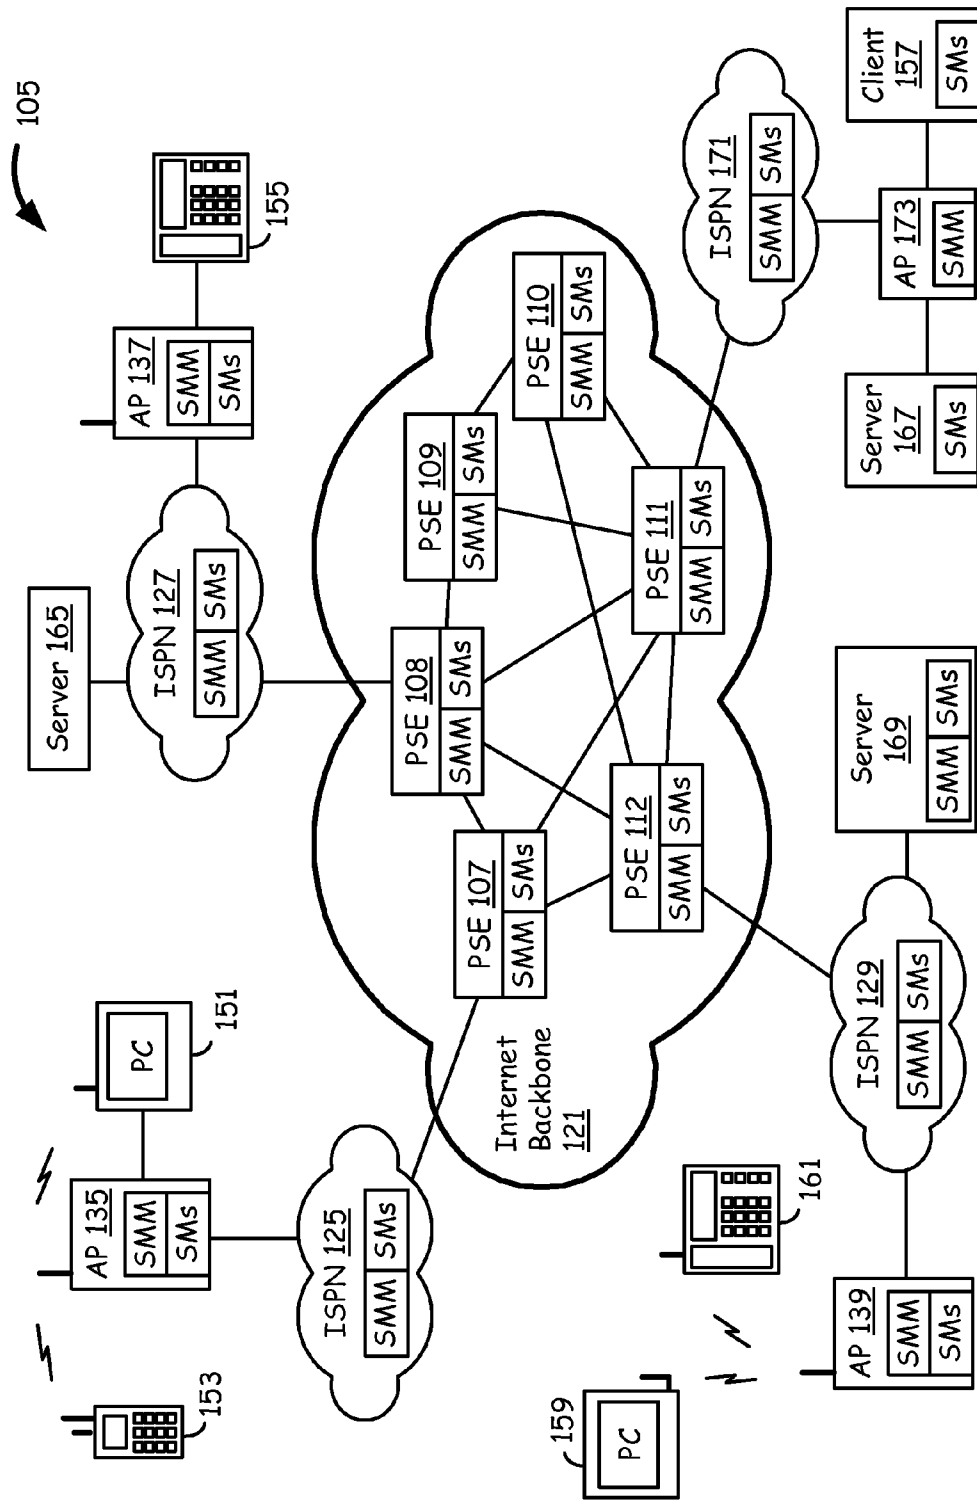 105
151
PC
AP 135
SMM
SMs
153
ISPN 125
SMM SMs
Server 165
ISPN 127
SMM SMs
AP 137
SMM
SMs
155
Internet
Backbone
121
PSE 107
SMM SMs
PSE 108
SMM SMs
PSE 109
SMM SMs
PSE 110
SMM SMs
PSE 111
SMM SMs
PSE 112
SMM SMs
159
PC
161
AP 139
SMM
SMs
ISPN 129
SMM SMs
Server
169
SMM SMs
ISPN 171
SMM SMs
Server
167
SMs
AP 173
SMM
Client
157
SMs